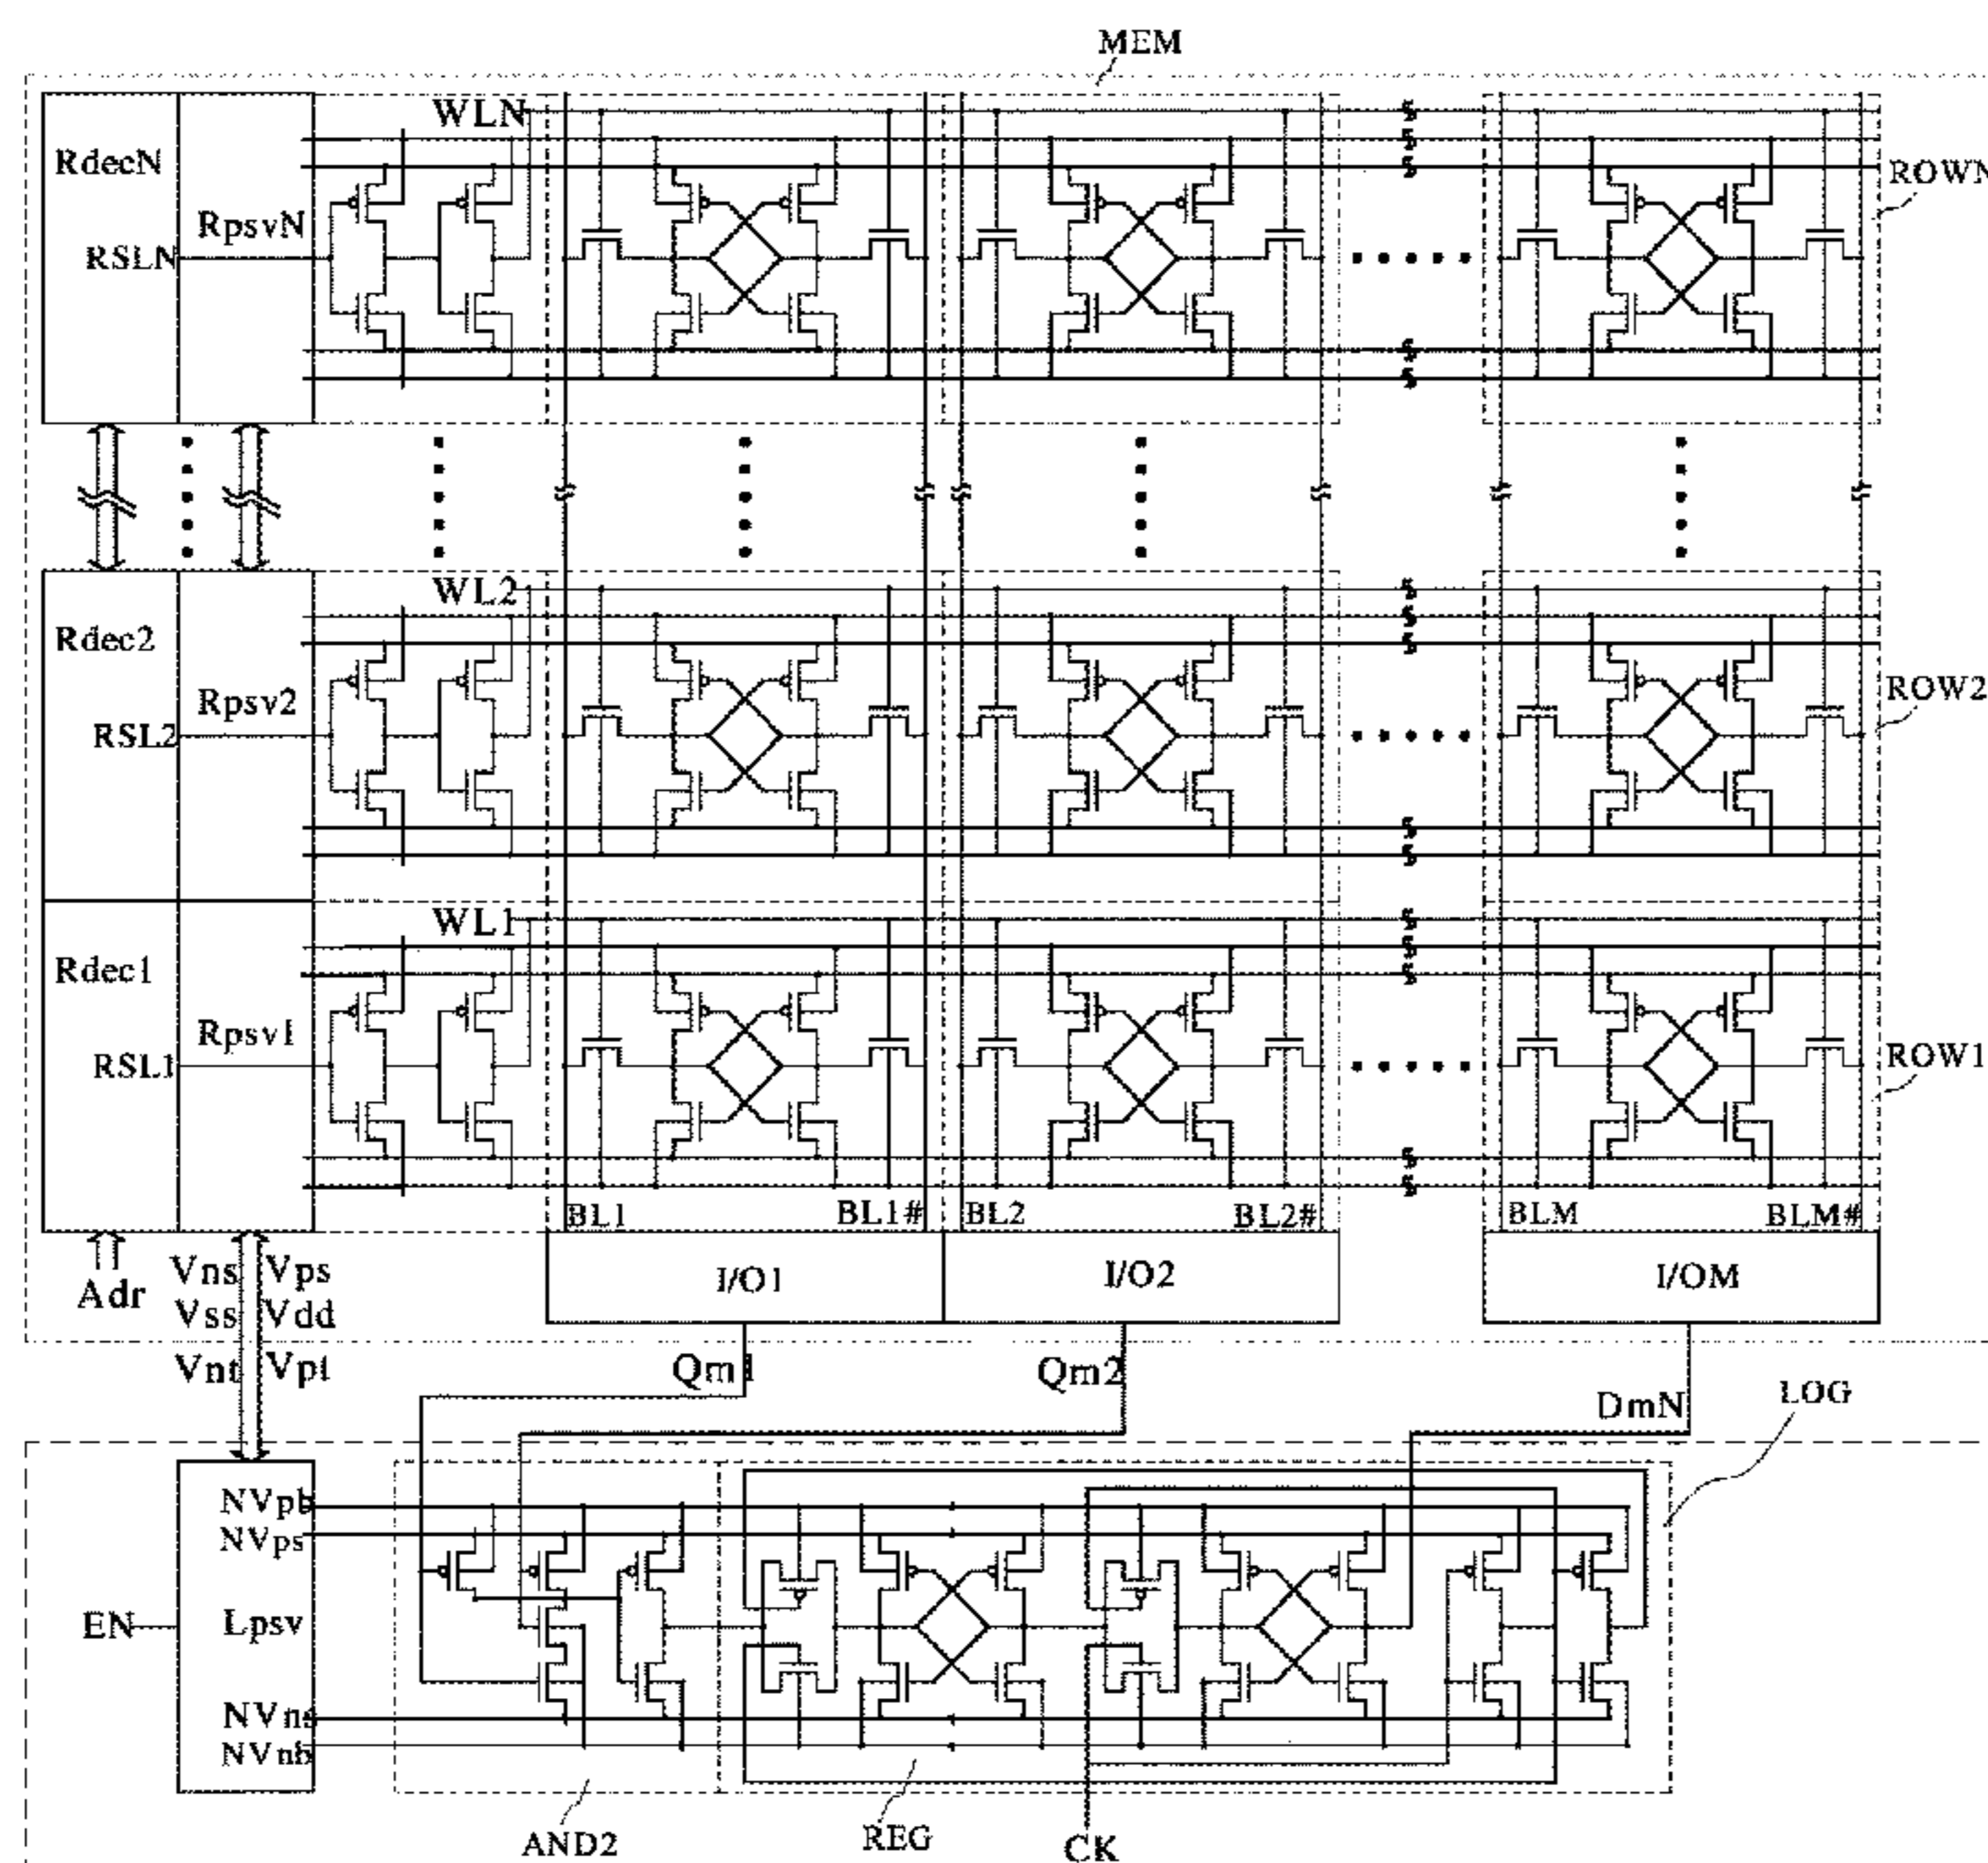 MEM
WLN
RdecN
ROWN
RpsvN
RSLN
WL2
Rdec2
Rpsv2
ROW2
RSL2
WL1
Rdec1
Rpsv1
ROW1
RSL1
BL1 BL1# BL2 BL2# BLM BLM#
Adr
Vns Vps
Vss Vdd
Vnt Vpt
I/O1 I/O2 I/OM
Qm1 Qm2 DmN
LOG
NVpb
NVps
EN Lpsv
NVns
NVnb
AND2 REG CK